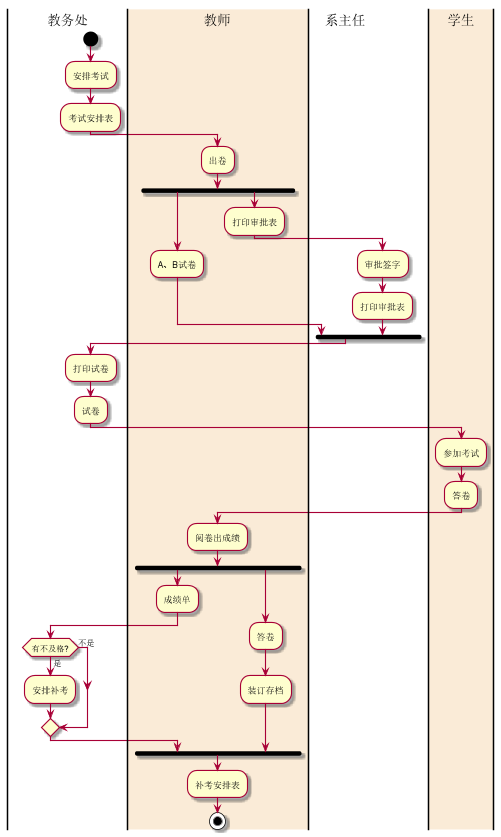 教务处 教师 系主任 学生
安排考试
考试安排表
出卷
打印审批表
A、B试卷
审批签字
打印审批表
打印试卷
试卷
参加考试
答卷
阅卷出成绩
成绩单
答卷
有不及格?
不是
是
安排补考
装订存档
补考安排表